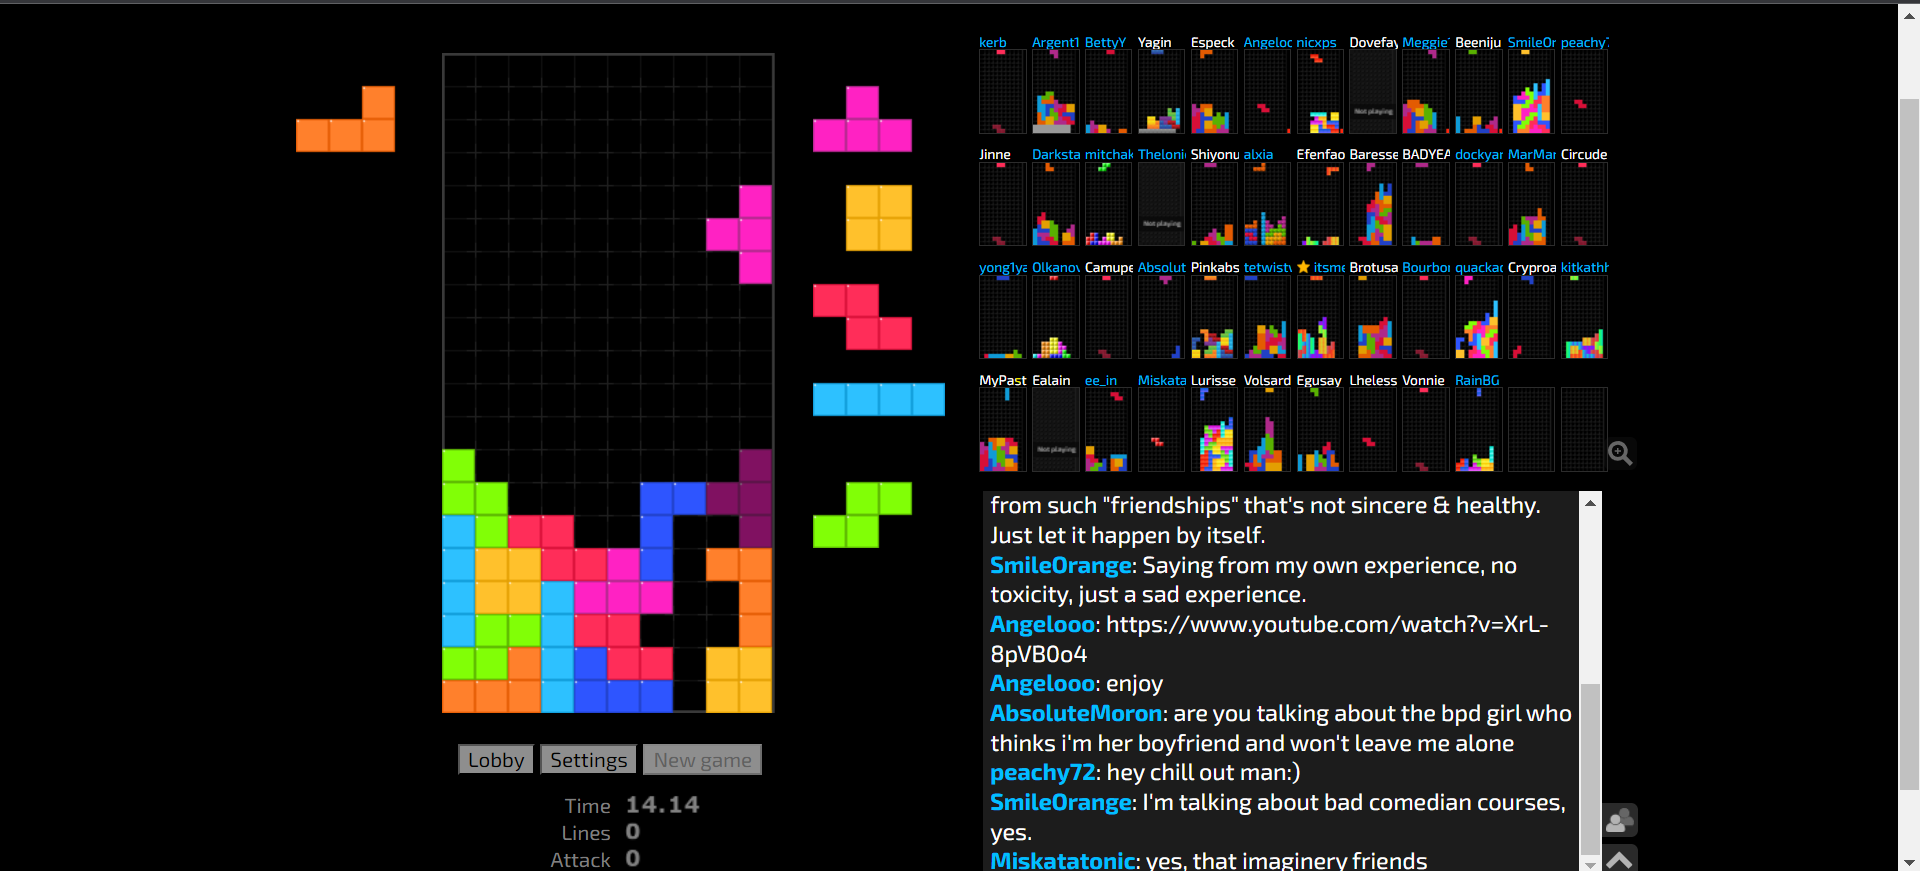 kerb Argent1 BettyY Yagin Especk Angeloo nicxps Dovefay Meggie Beeniju SmileOr peachy7
Not playing
Jinne Darksta mitchak Theloni Shiyonu alxia Efenfao Baresse BADYEA dockyar MarMar Circude
Not playing
yong1ya Olkanov Camupe Absolut Pinkabs tetwistv itsme Brotusa Bourbon quackac Cryproa kitkathh
MyPast Ealain ee_in Miskata Lurisse Volsard Egusay Lheless Vonnie RainBG
Not playing
from such "friendships" that's not sincere & healthy.
Just let it happen by itself.
SmileOrange: Saying from my own experience, no
toxicity, just a sad experience.
Angelooo: https://www.youtube.com/watch?v=XrL-
8pVB0o4
Angelooo: enjoy
AbsoluteMoron: are you talking about the bpd girl who
thinks i'm her boyfriend and won't leave me alone
peachy72: hey chill out man:)
SmileOrange: I'm talking about bad comedian courses,
yes.
Miskatatonic: yes, that imaginery friends
Lobby Settings New game
Time 14.14
Lines 0
Attack 0